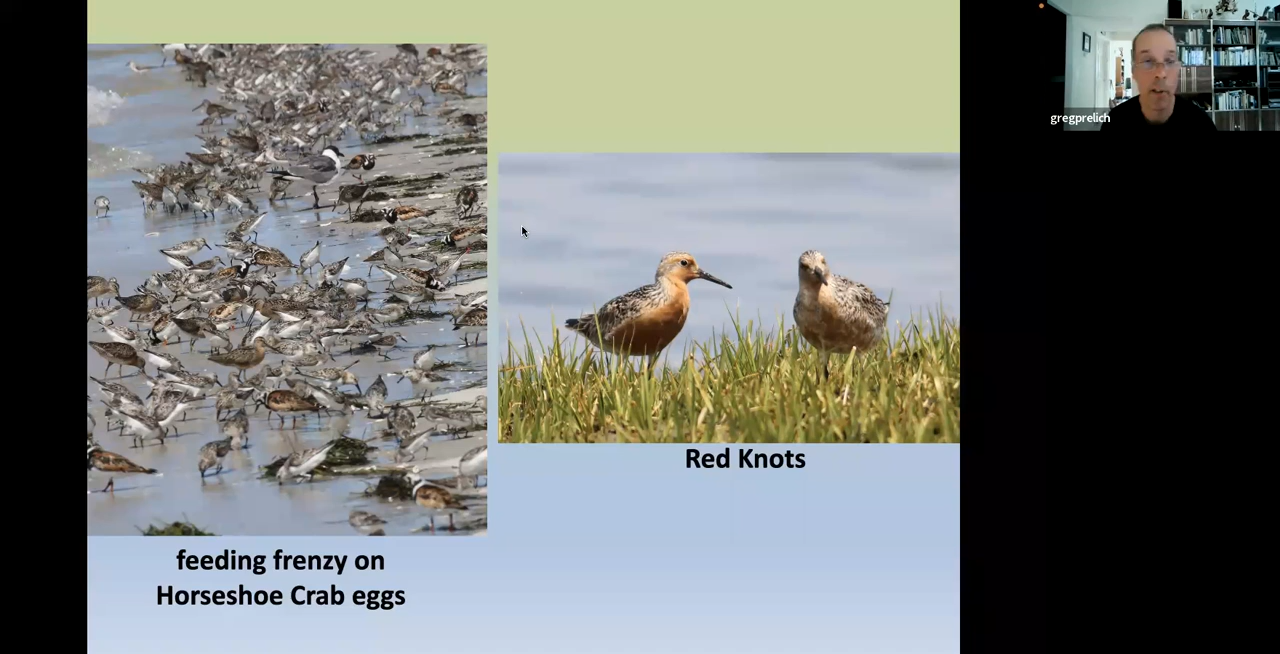 gregprelich
Red Knots
feeding frenzy on
Horseshoe Crab eggs